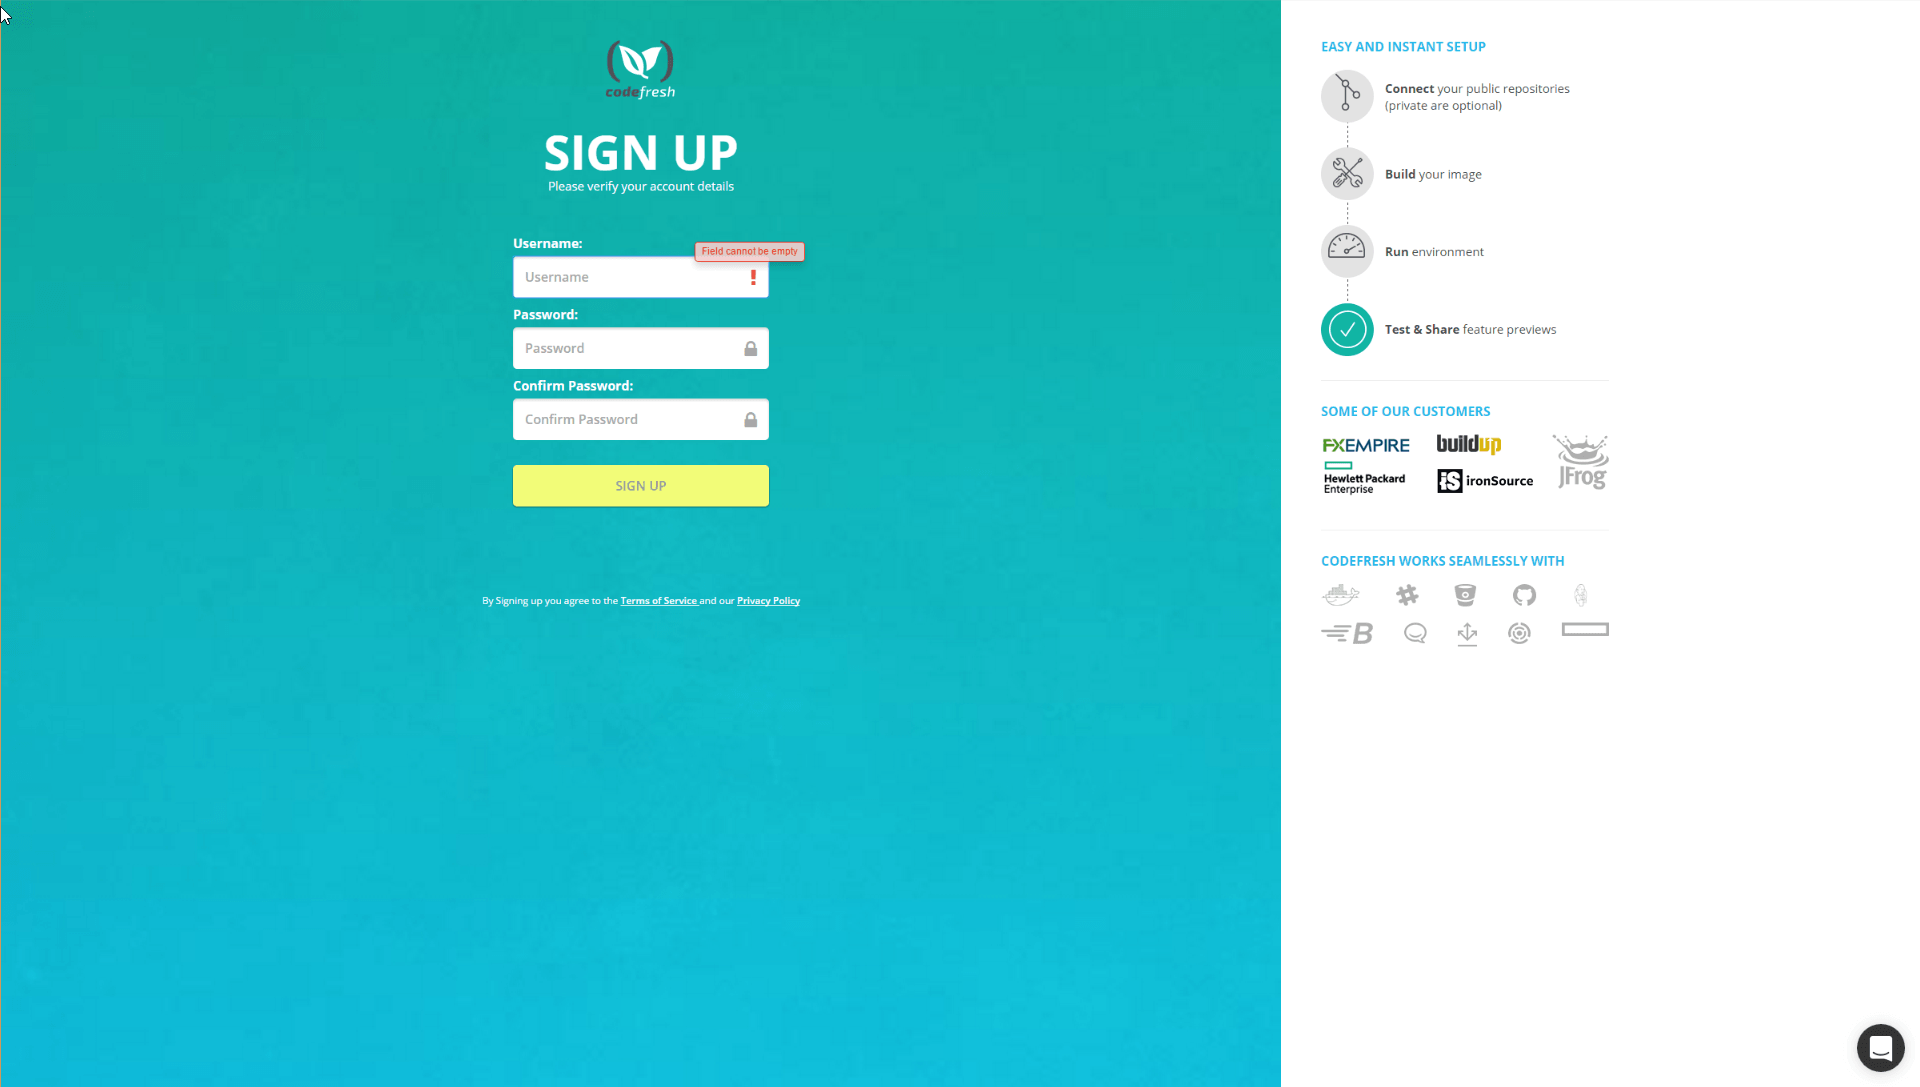 codefresh
SIGN UP
Please verify your account details
Username:
Field cannot be empty
Username
Password:
Password
Confirm Password:
Confirm Password
SIGN UP
By Signing up you agree to the Terms of Service and our Privacy Policy
EASY AND INSTANT SETUP
Connect your public repositories
(private are optional)
Build your image
Run environment
Test & Share feature previews
SOME OF OUR CUSTOMERS
FXEMPIRE
buildup
JFrog
Hewlett Packard
Enterprise
iS ironSource
CODEFRESH WORKS SEAMLESSLY WITH
B